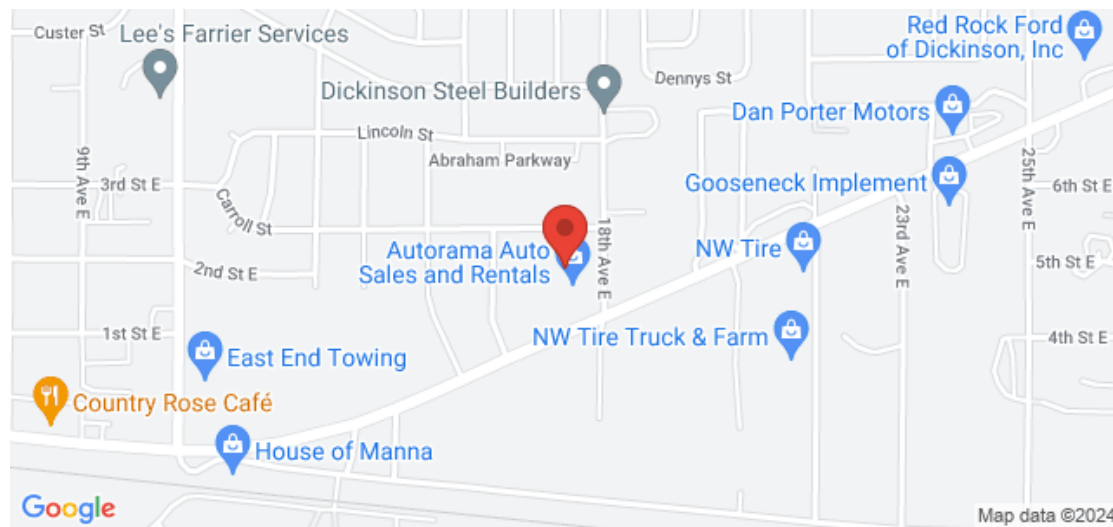 Custer St
Lee's Farrier Services
Red Rock Ford
of Dickinson, Inc
Dennys St
Dickinson Steel Builders
Dan Porter Motors
Lincoln St
Abraham Parkway
9th Ave E
3rd St E
Gooseneck Implement
25th Ave E
6th St E
Carroll St
18th Ave E
23rd Ave E
Autorama Auto
Sales and Rentals
NW Tire
2nd St E
5th St E
1st St E
NW Tire Truck & Farm
4th St E
East End Towing
Country Rose Café
House of Manna
Google
Map data ©2024